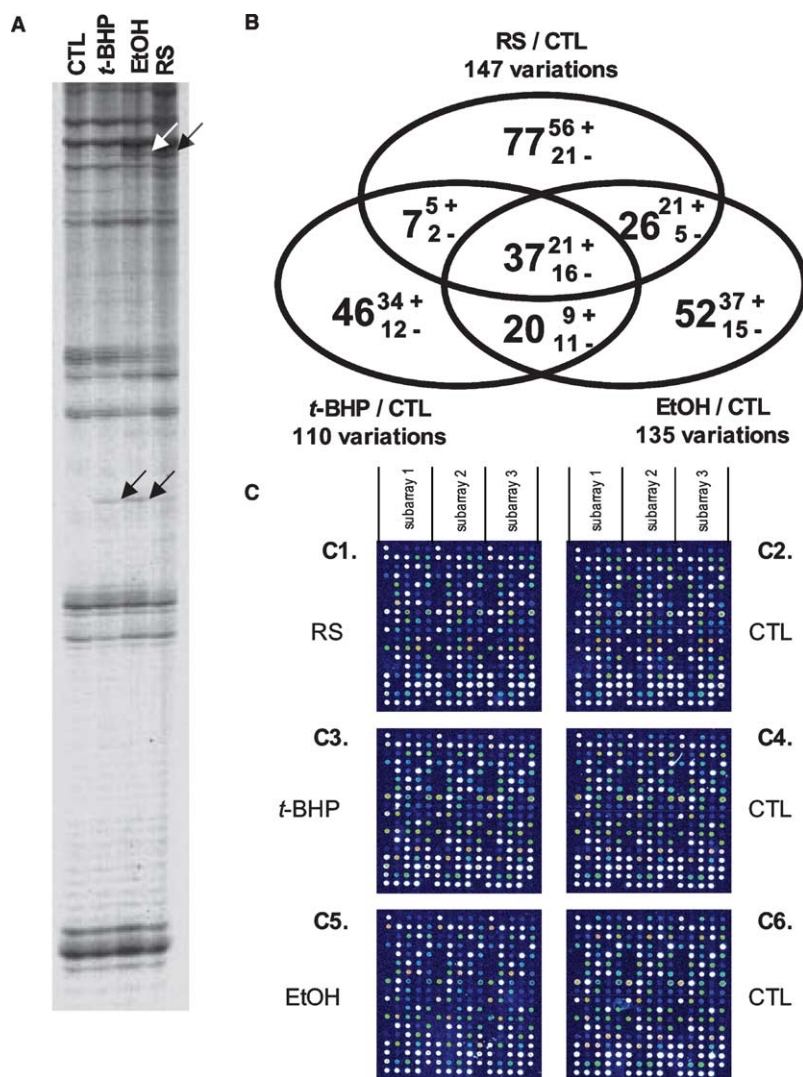 A
CTL
t-BHP
EtOH
RS
B
RS / CTL
147 variations
77 56 + 21 -
7 5 + 2 -
26 21 + 5 -
37 21 + 16 -
46 34 + 12 -
20 9 + 11 -
52 37 + 15 -
t-BHP / CTL
110 variations
EtOH / CTL
135 variations
C
subarray 1
subarray 2
subarray 3
subarray 1
subarray 2
subarray 3
C1.
C2.
RS
CTL
C3.
C4.
t-BHP
CTL
C5.
C6.
EtOH
CTL